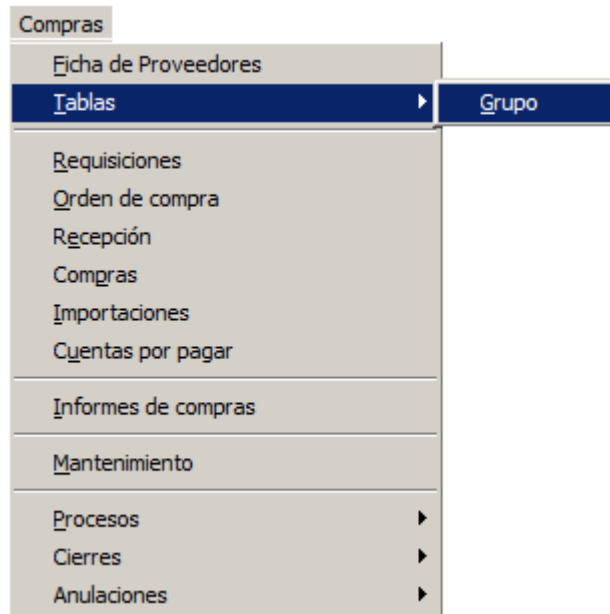 Compras
Ficha de Proveedores
Tablas
Grupo
Requisiciones
Orden de compra
Recepción
Compras
Importaciones
Cuentas por pagar
Informes de compras
Mantenimiento
Procesos
Cierres
Anulaciones